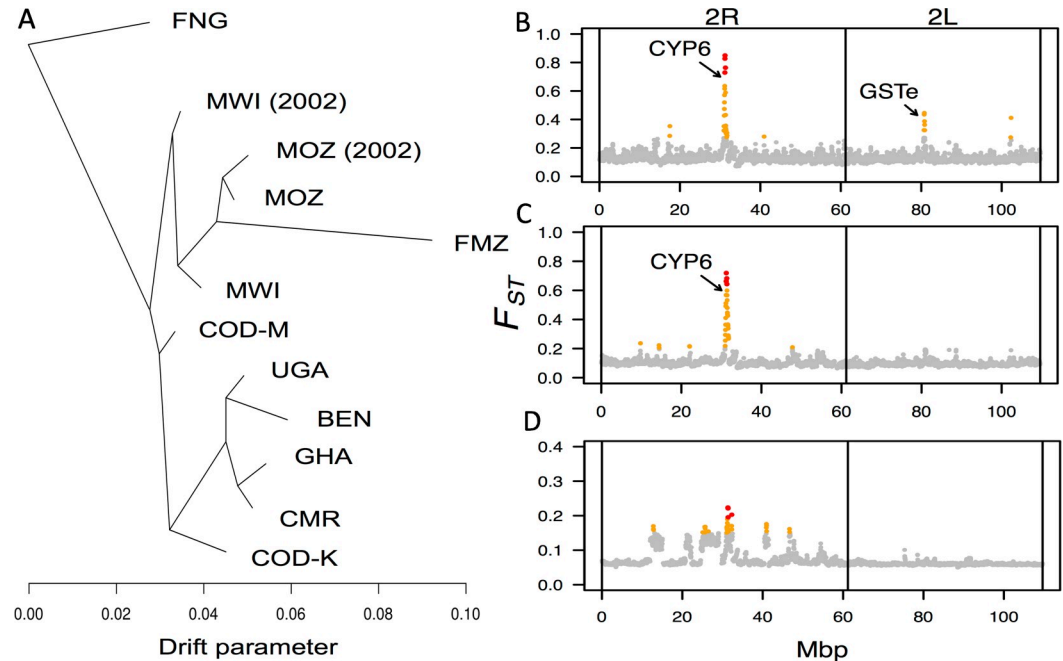 A
FNG
MWI (2002)
MOZ (2002)
MOZ
FMZ
MWI
COD-M
UGA
BEN
GHA
CMR
COD-K
0.00 0.02 0.04 0.06 0.08 0.10
Drift parameter
B
2R 2L
1.0
0.8
0.6
0.4
0.2
0.0
CYP6
GSTe
0 20 40 60 80 100
C
1.0
0.8
0.6
0.4
0.2
0.0
CYP6
FST
0 20 40 60 80 100
D
0.4
0.3
0.2
0.1
0.0
0 20 40 60 80 100
Mbp